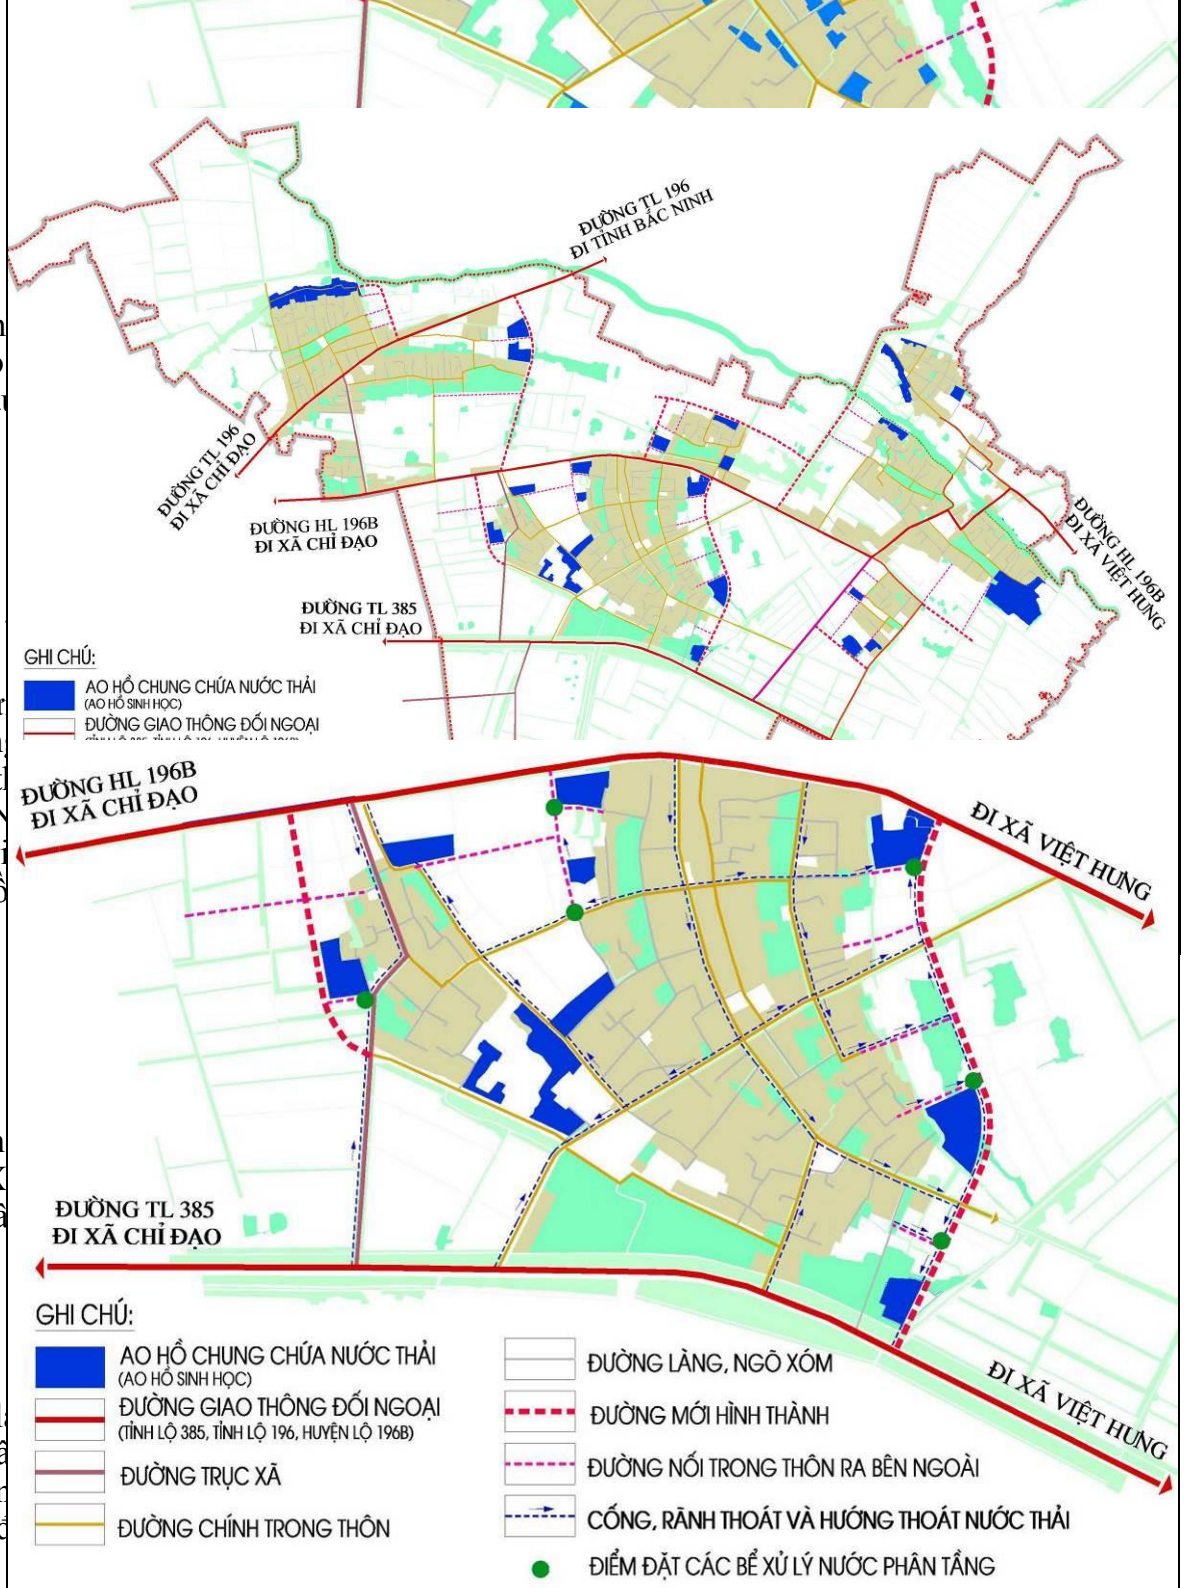 ĐƯỜNG TL 196
ĐI TỈNH BẮC NINH
ĐƯỜNG TL 196
ĐI XÃ CHỈ ĐẠO
ĐƯỜNG HL 196B
ĐI XÃ CHỈ ĐẠO
ĐƯỜNG HL 196B
ĐI XÃ VIỆT HƯNG
ĐƯỜNG TL 385
ĐI XÃ CHỈ ĐẠO
GHI CHÚ:
AO HỒ CHUNG CHỨA NƯỚC THẢI
(AO HỒ SINH HỌC)
ĐƯỜNG GIAO THÔNG ĐỐI NGOẠI
ĐƯỜNG HL 196B
ĐI XÃ CHỈ ĐẠO
ĐI XÃ VIỆT HƯNG
ĐƯỜNG TL 385
ĐI XÃ CHỈ ĐẠO
ĐI XÃ VIỆT HƯNG
GHI CHÚ:
AO HỒ CHUNG CHỨA NƯỚC THẢI
(AO HỒ SINH HỌC)
ĐƯỜNG GIAO THÔNG ĐỐI NGOẠI
(TỈNH LỘ 385, TỈNH LỘ 196, HUYỆN LỘ 196B)
ĐƯỜNG TRỤC XÃ
ĐƯỜNG CHÍNH TRONG THÔN
ĐƯỜNG LÀNG, NGÕ XÓM
ĐƯỜNG MỚI HÌNH THÀNH
ĐƯỜNG NỐI TRONG THÔN RA BÊN NGOÀI
CỐNG, RÃNH THOÁT VÀ HƯỚNG THOÁT NƯỚC THẢI
ĐIỂM ĐẶT CÁC BỂ XỬ LÝ NƯỚC PHÂN TẦNG